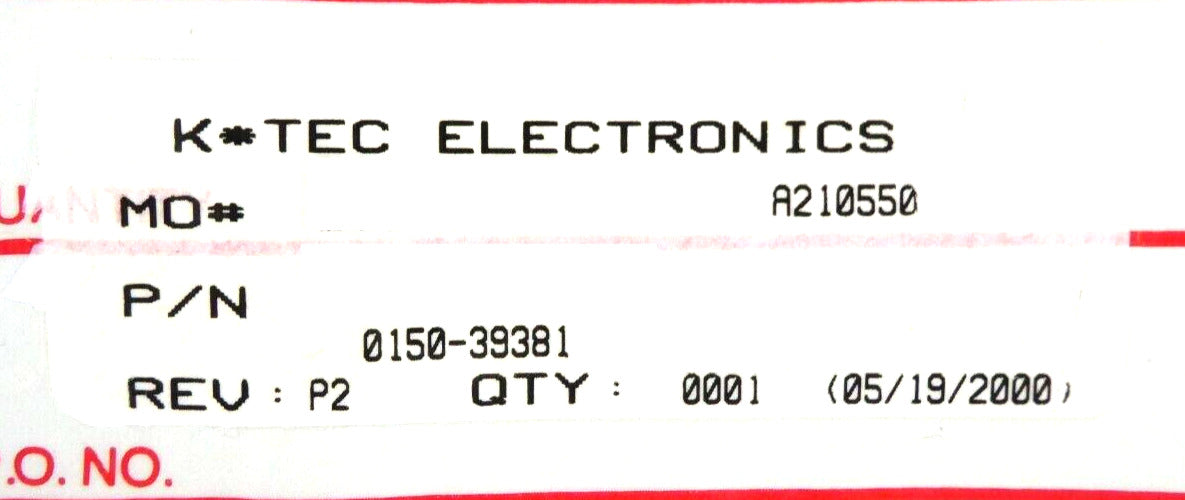 K*TEC ELECTRONICS
MO# A210550
P/N
0150-39381
REV: P2 QTY: 0001 (05/19/2000)
.O. NO.